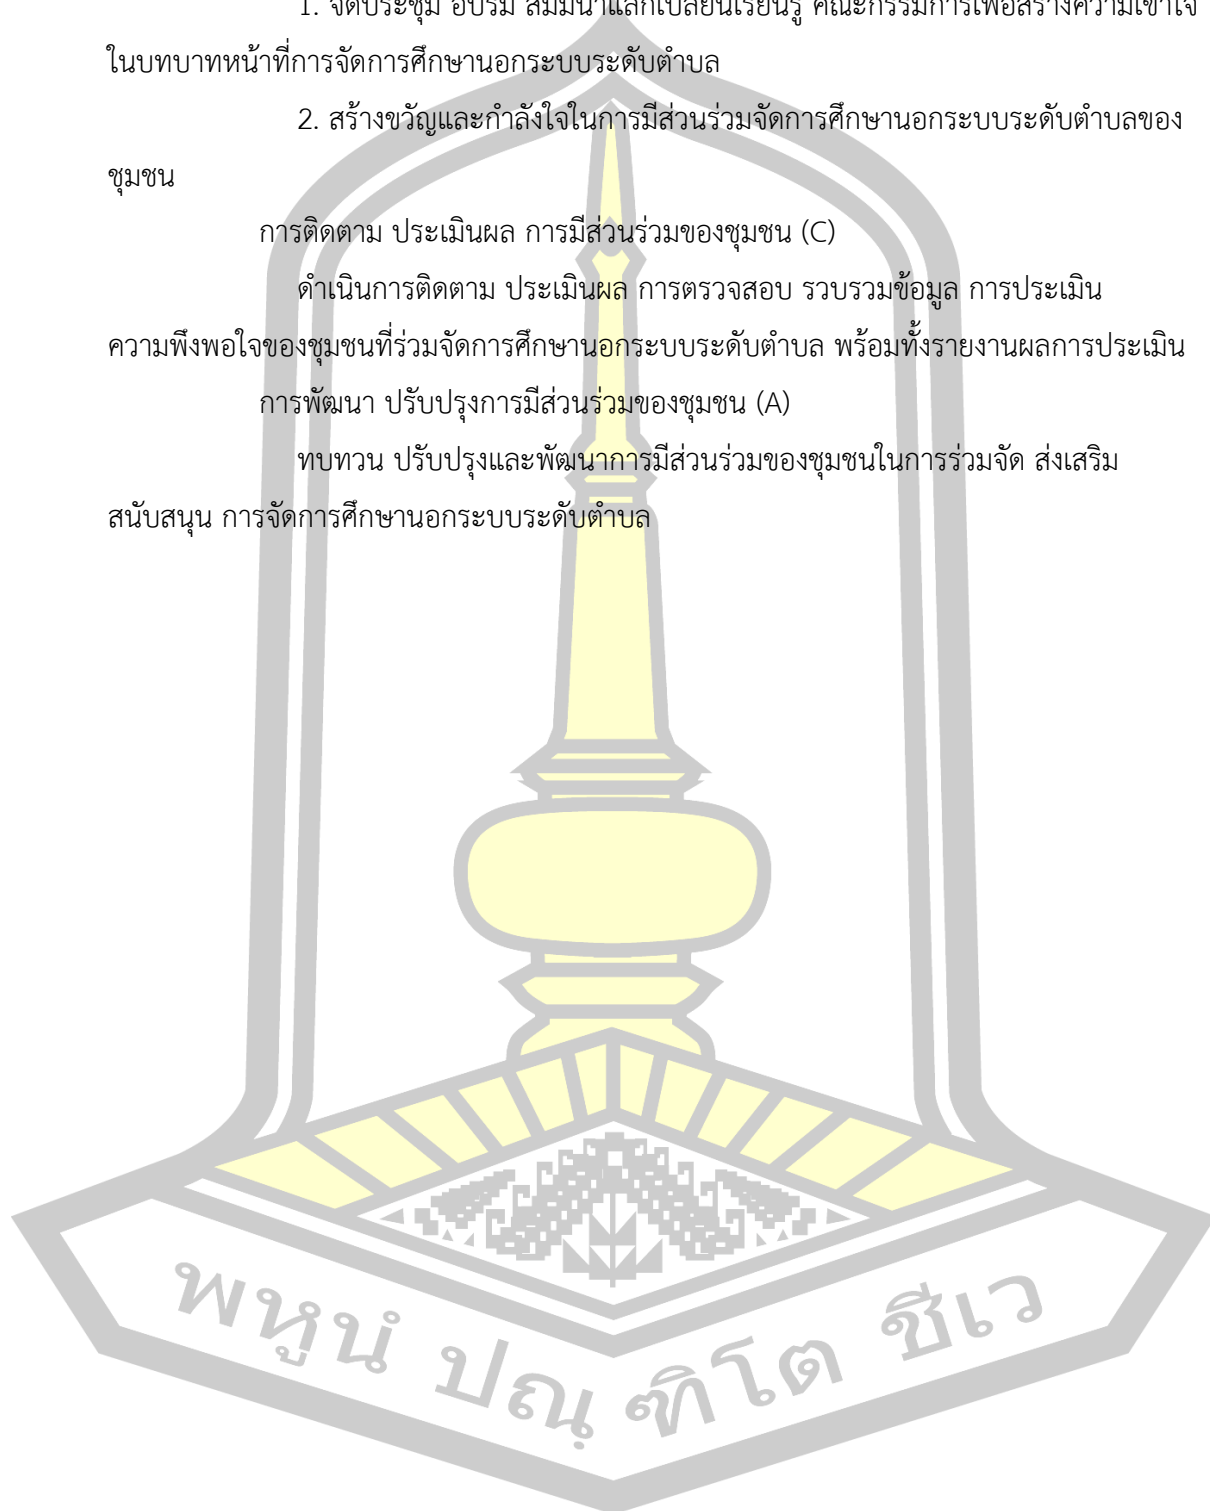 1. จัดประชุม อบรม สัมมนาแลกเปลี่ยนเรียนรู้ คณะกรรมการเพื่อสร้างความเข้าใจ
ในบทบาทหน้าที่การจัดการศึกษานอกระบบระดับตำบล
2. สร้างขวัญและกำลังใจในการมีส่วนร่วมจัดการศึกษานอกระบบระดับตำบลของ
ชุมชน
การติดตาม ประเมินผล การมีส่วนร่วมของชุมชน (C)
ดำเนินการติดตาม ประเมินผล การตรวจสอบ รวบรวมข้อมูล การประเมิน
ความพึงพอใจของชุมชนที่ร่วมจัดการศึกษานอกระบบระดับตำบล พร้อมทั้งรายงานผลการประเมิน
การพัฒนา ปรับปรุงการมีส่วนร่วมของชุมชน (A)
ทบทวน ปรับปรุงและพัฒนาการมีส่วนร่วมของชุมชนในการร่วมจัด ส่งเสริม
สนับสนุน การจัดการศึกษานอกระบบระดับตำบล
พหูนํ ปณฺฑิโต ชีเว